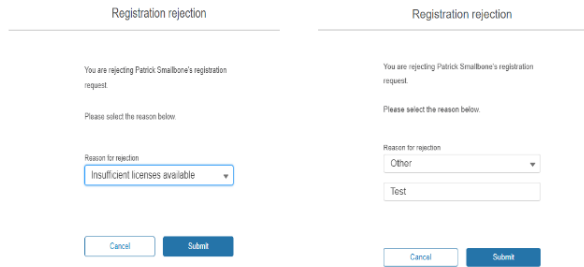 Registration rejection
You are rejecting Patrick Smallbone's registration
request.
Please select the reason below.
Reason for rejection
Insufficient licenses available
Cancel
Submit
Registration rejection
You are rejecting Patrick Smallbone's registration
request.
Please select the reason below.
Reason for rejection
Other
Test
Cancel
Submit